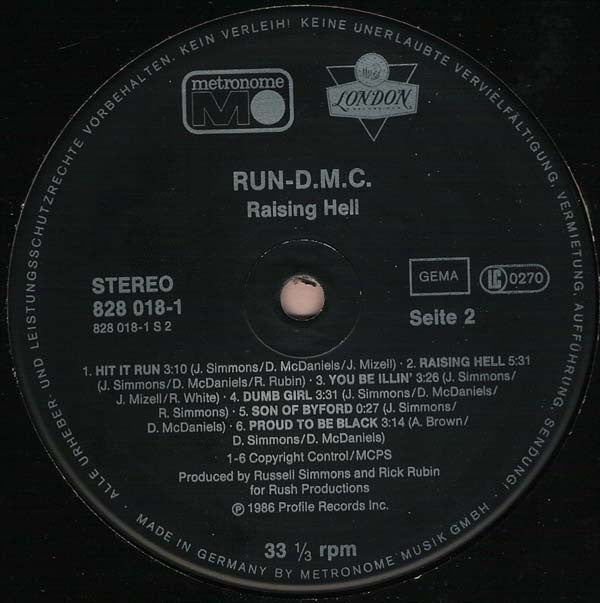 ALLE URHEBER- UND LEISTUNGSSCHUTZRECHTE VORBEHALTEN. KEIN VERLEIH! KEINE UNERLAUBTE VERVIELFÄLTIGUNG, VERMIETUNG, AUFFÜHRUNG, SENDUNG!
metronome
M
LONDON
RUN-D.M.C.
Raising Hell
STEREO
828 018-1
828 018-1 S 2
GEMA
LC 0270
Seite 2
1. HIT IT RUN 3:10 (J. Simmons/D. McDaniels/J. Mizell) • 2. RAISING HELL 5:31
(J. Simmons/D. McDaniels/R. Rubin) • 3. YOU BE ILLIN' 3:26 (J. Simmons/
J. Mizell/R. White) • 4. DUMB GIRL 3:31 (J. Simmons/D. McDaniels/
R. Simmons) • 5. SON OF BYFORD 0:27 (J. Simmons/
D. McDaniels) • 6. PROUD TO BE BLACK 3:14 (A. Brown/
D. Simmons/D. McDaniels)
1-6 Copyright Control/MCPS
Produced by Russell Simmons and Rick Rubin
for Rush Productions
℗ 1986 Profile Records Inc.
33 1/3 rpm
• MADE IN GERMANY BY METRONOME MUSIK GMBH •